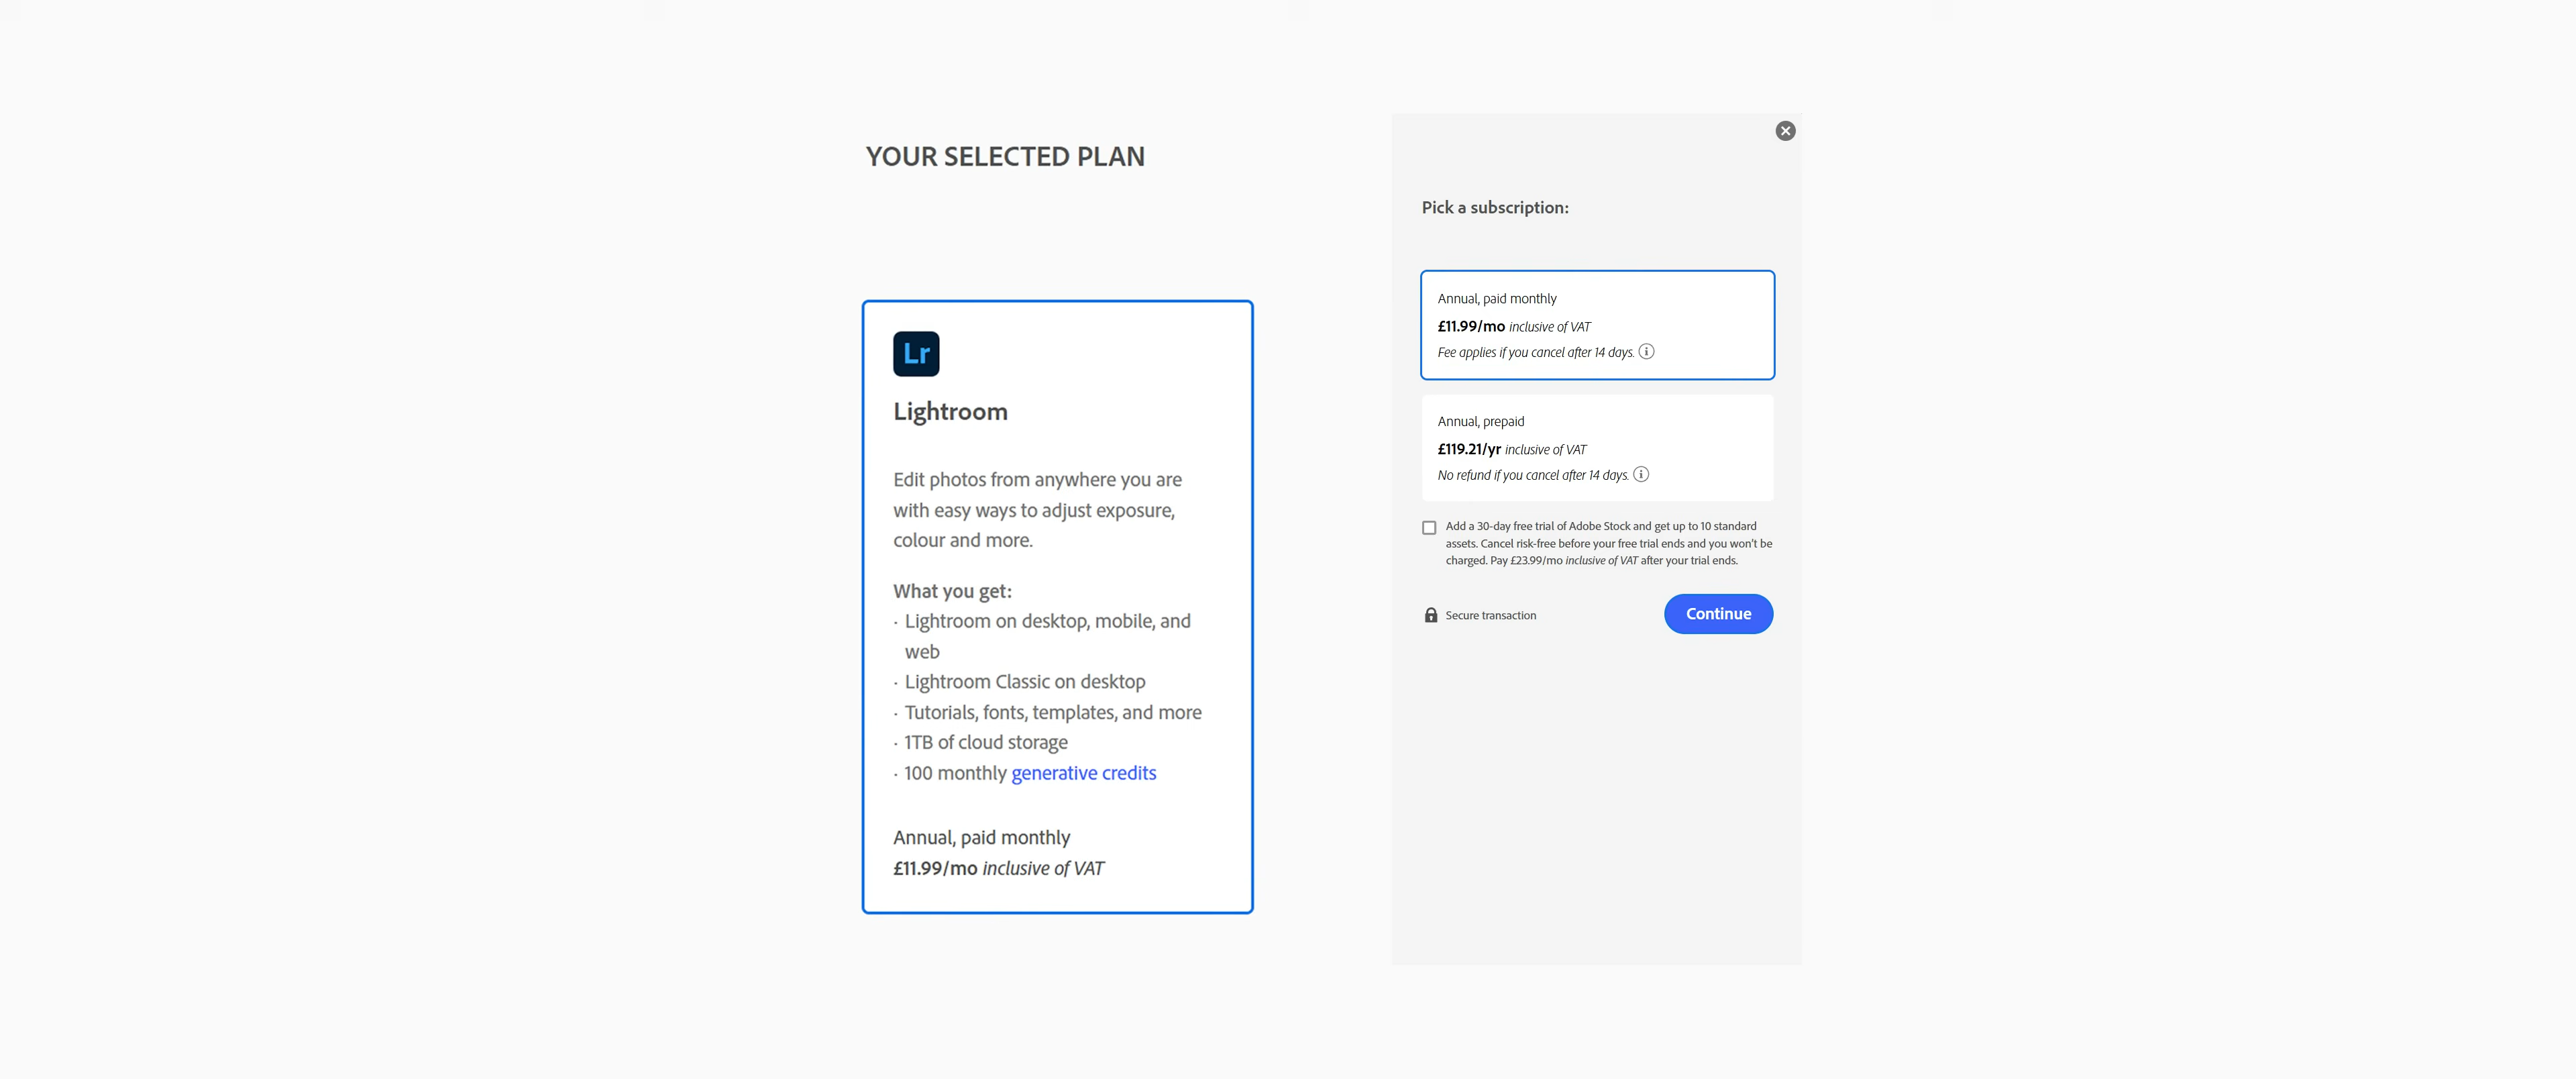 YOUR SELECTED PLAN
Lr
Lightroom
Edit photos from anywhere you are
with easy ways to adjust exposure,
colour and more.
What you get:
· Lightroom on desktop, mobile, and
web
· Lightroom Classic on desktop
· Tutorials, fonts, templates, and more
· 1TB of cloud storage
· 100 monthly generative credits
Annual, paid monthly
£11.99/mo inclusive of VAT
Pick a subscription:
Annual, paid monthly
£11.99/mo inclusive of VAT
Fee applies if you cancel after 14 days.
Annual, prepaid
£119.21/yr inclusive of VAT
No refund if you cancel after 14 days.
Add a 30-day free trial of Adobe Stock and get up to 10 standard
assets. Cancel risk-free before your free trial ends and you won't be
charged. Pay £23.99/mo inclusive of VAT after your trial ends.
Secure transaction
Continue